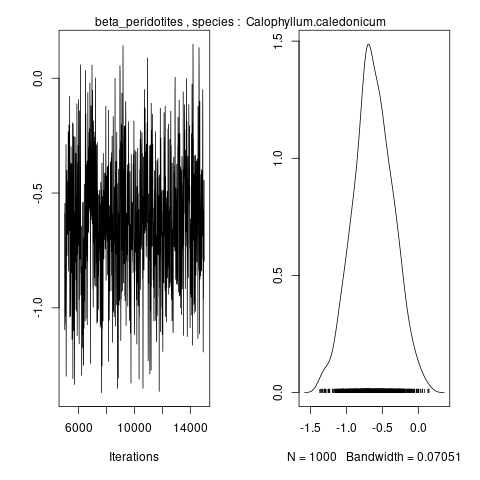 beta_peridotites , species : Calophyllum.caledonicum
0.0
-0.5
-1.0
6000 10000 14000
Iterations
1.5
1.0
0.5
0.0
-1.5 -1.0 -0.5 0.0
N = 1000 Bandwidth = 0.07051